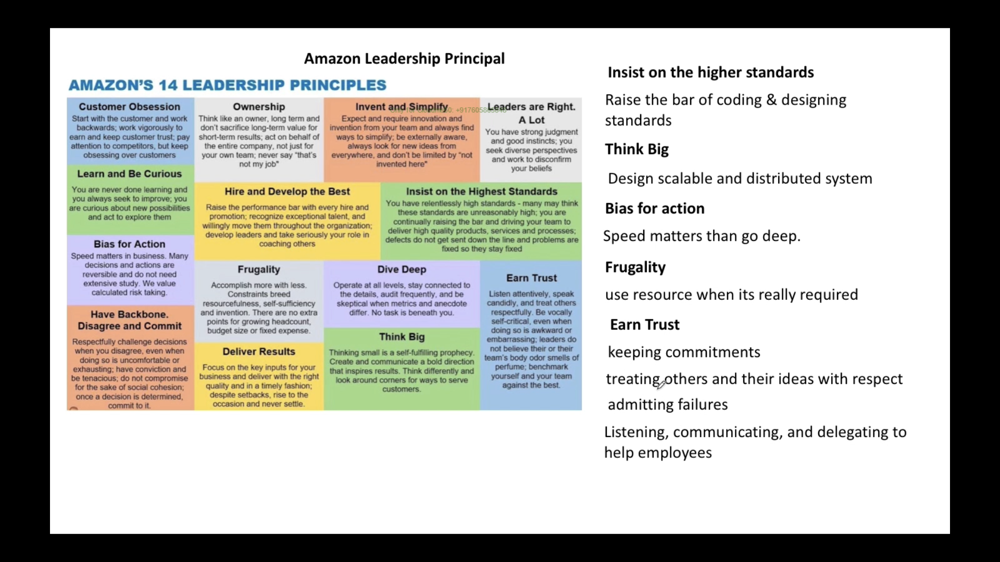 Amazon Leadership Principal
AMAZON'S 14 LEADERSHIP PRINCIPLES
Customer Obsession
Start with the customer and work
backwards; work vigorously to
earn and keep customer trust; pay
attention to competitors, but keep
obsessing over customers
Ownership
Think like an owner, long term and
don't sacrifice long-term value for
short-term results; act on behalf of
the entire company, not just for
your own team; never say "that's
not my job"
Invent and Simplify
Expect and require innovation and
invention from your team and always find
ways to simplify; be externally aware,
always look for new ideas from
everywhere, and don't be limited by "not
invented here"
Leaders are Right.
A Lot
You have strong judgment
and good instincts; you
seek diverse perspectives
and work to disconfirm
your beliefs
Learn and Be Curious
You are never done learning and
you always seek to improve; you
are curious about new possibilities
and act to explore them
Hire and Develop the Best
Raise the performance bar with every hire and
promotion; recognize exceptional talent, and
willingly move them throughout the organization;
develop leaders and take seriously your role in
coaching others
Insist on the Highest Standards
You have relentlessly high standards - many may think
these standards are unreasonably high; you are
continually raising the bar and driving your team to
deliver high quality products, services and processes;
defects do not get sent down the line and problems are
fixed so they stay fixed
Bias for Action
Speed matters in business. Many
decisions and actions are
reversible and do not need
extensive study. We value
calculated risk taking.
Frugality
Accomplish more with less.
Constraints breed
resourcefulness, self-sufficiency
and invention. There are no extra
points for growing headcount,
budget size or fixed expense.
Dive Deep
Operate at all levels, stay connected to
the details, audit frequently, and be
skeptical when metrics and anecdote
differ. No task is beneath you.
Earn Trust
Listen attentively, speak
candidly, and treat others
respectfully. Be vocally
self-critical, even when
doing so is awkward or
embarrassing; leaders do
not believe their or their
team's body odor smells of
perfume; benchmark
yourself and your team
against the best.
Have Backbone.
Disagree and Commit
Respectfully challenge decisions
when you disagree, even when
doing so is uncomfortable or
exhausting; have conviction and
be tenacious; do not compromise
for the sake of social cohesion;
once a decision is determined,
commit to it.
Deliver Results
Focus on the key inputs for your
business and deliver with the right
quality and in a timely fashion;
despite setbacks, rise to the
occasion and never settle.
Think Big
Thinking small is a self-fulfilling prophecy.
Create and communicate a bold direction
that inspires results. Think differently and
look around corners for ways to serve
customers.
Insist on the higher standards
Raise the bar of coding & designing
standards
Think Big
Design scalable and distributed system
Bias for action
Speed matters than go deep.
Frugality
use resource when its really required
Earn Trust
keeping commitments
treating others and their ideas with respect
admitting failures
Listening, communicating, and delegating to
help employees